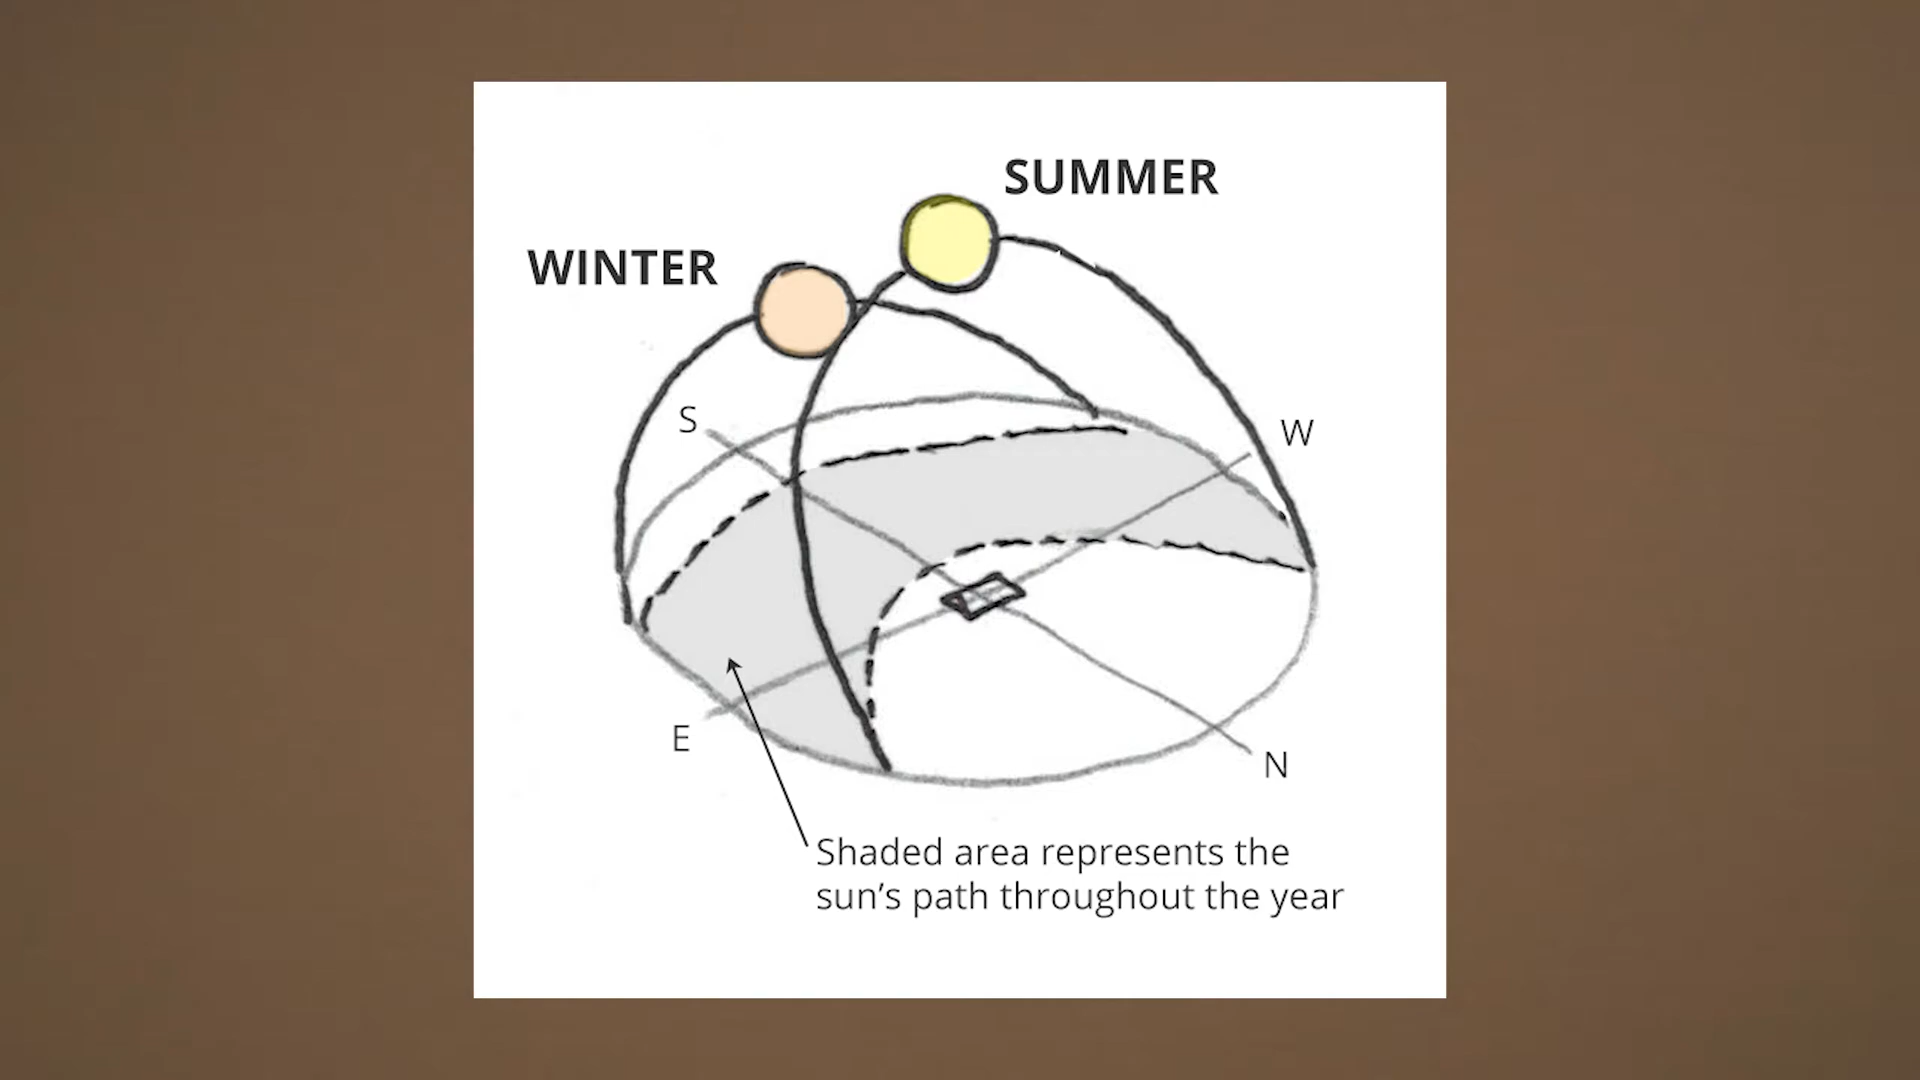 SUMMER
WINTER
S
W
E
N
Shaded area represents the
sun's path throughout the year